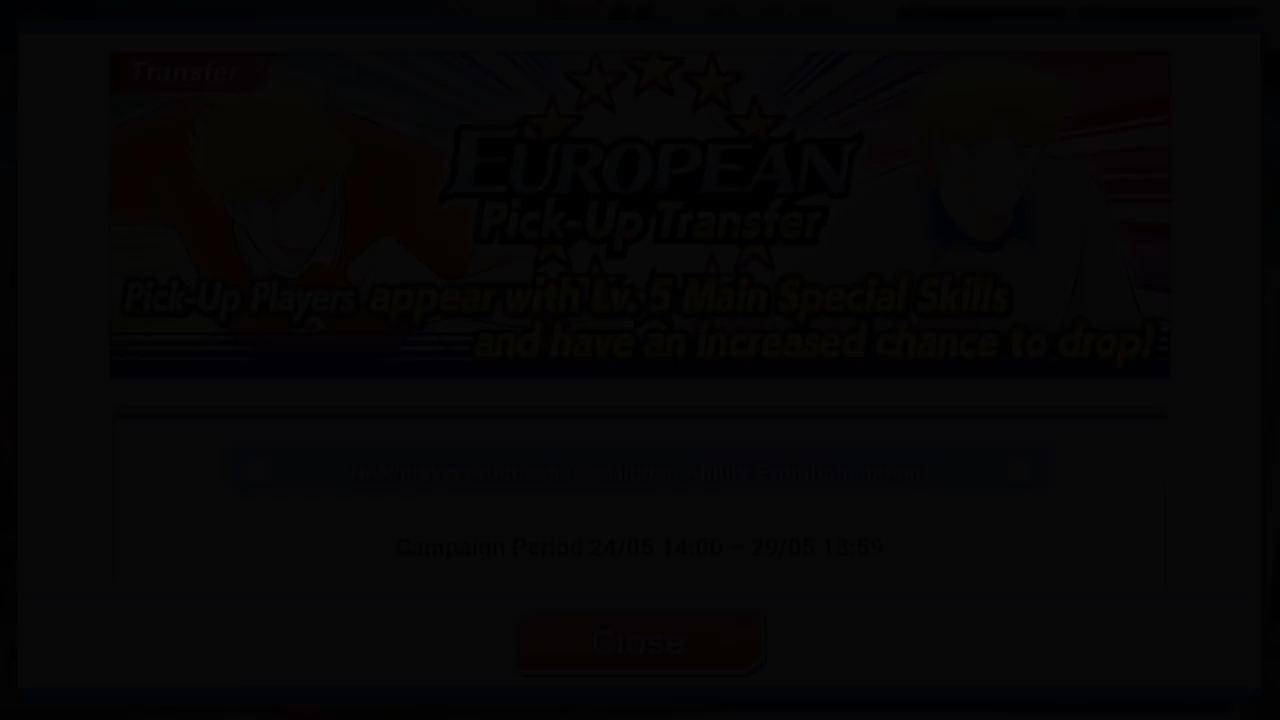 Transfer
EUROPEAN
Pick-Up Transfer
Pick-Up Players appear with Lv. 5 Main Special Skills
and have an increased chance to drop!
Campaign Period 24/05 14:00 ~ 29/05 13:59
Close